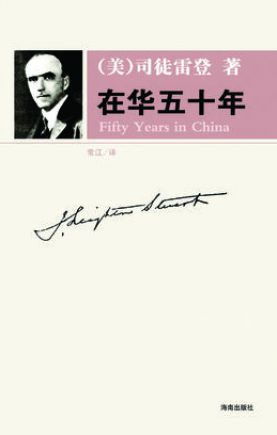 （美）司徒雷登 著
在华五十年
Fifty Years in China
常江／译
J. Leighton Stuart
海南出版社